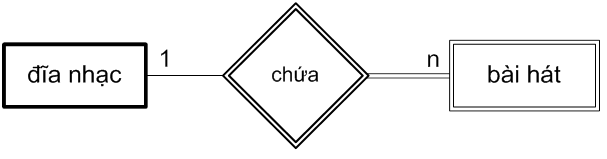 đĩa nhạc
1
chứa
n
bài hát